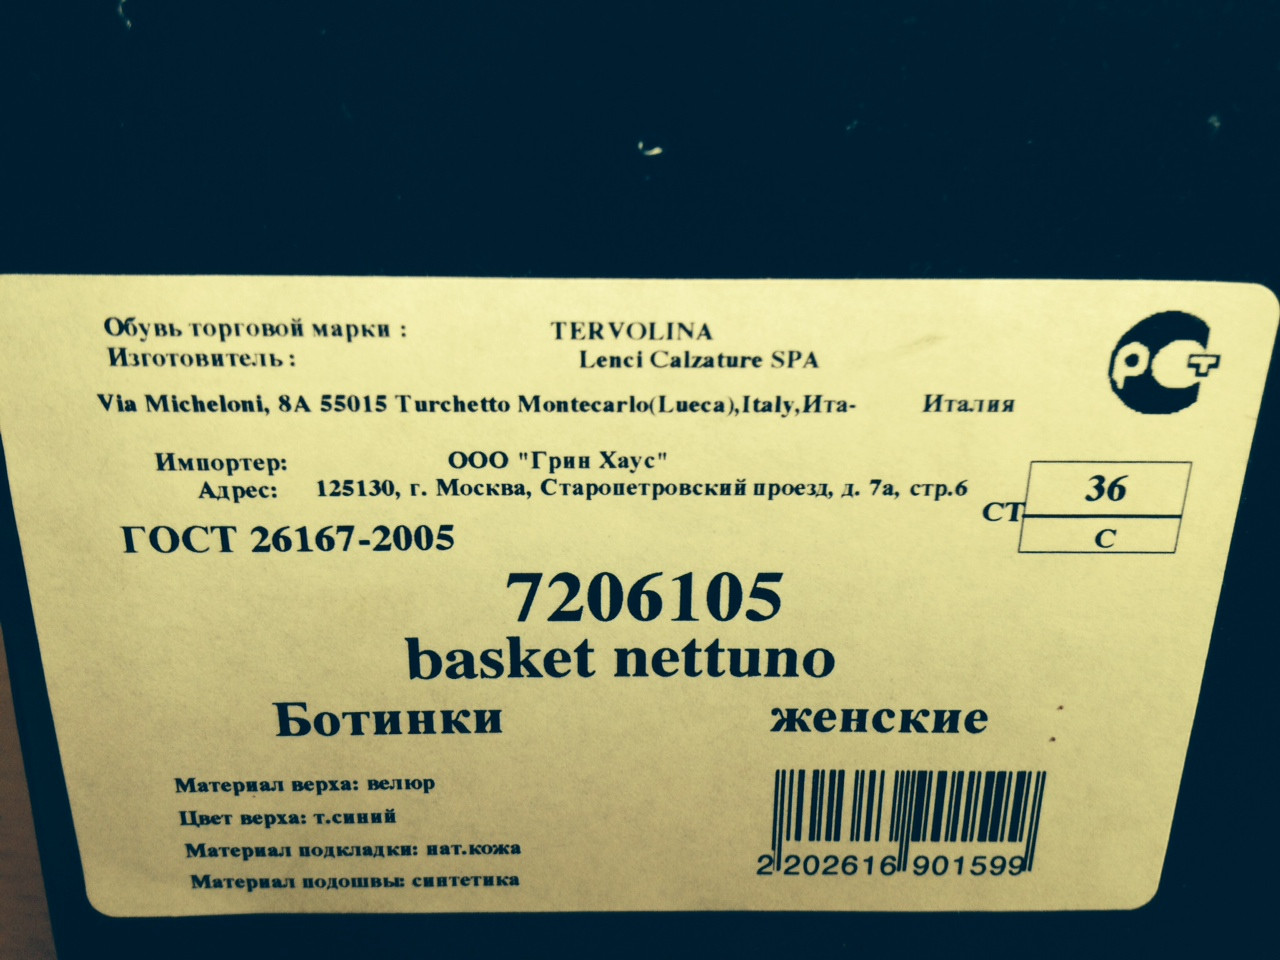 Обувь торговой марки : TERVOLINA
Изготовитель: Lenci Calzature SPA
Via Micheloni, 8A 55015 Turchetto Montecarlo(Lucca),Italy,Ита- Италия
РСТ
Импортер: ООО "Грин Хаус"
Адрес: 125130, г. Москва, Старопетровский проезд, д. 7а, стр.6
СТ 36
С
ГОСТ 26167-2005
7206105
basket nettuno
Ботинки женские
Материал верха: велюр
Цвет верха: т.синий
Материал подкладки: нат.кожа
Материал подошвы: синтетика
2 202616 901599